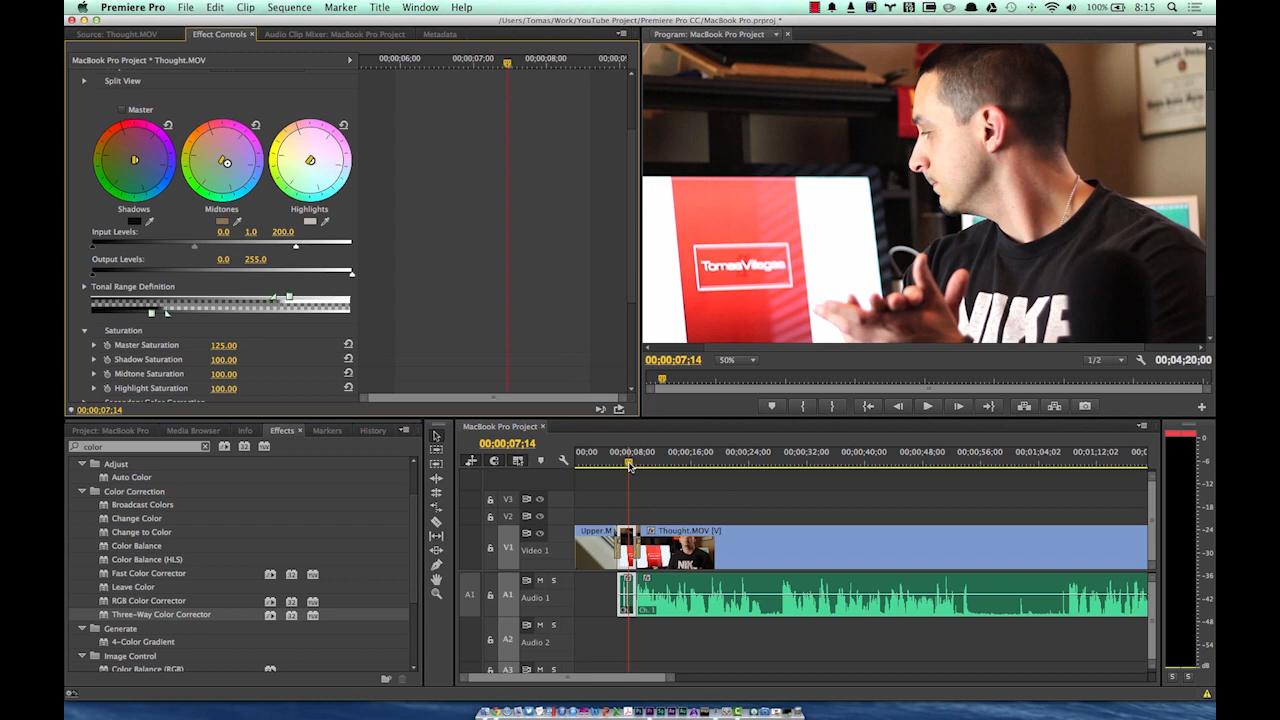 Premiere Pro File Edit Clip Sequence Marker Title Window Help 100% 8:15
/Users/Tomas/Work/YouTube Project/Premiere Pro CC/MacBook Pro.prproj *
Source: Thought.MOV Effect Controls Audio Clip Mixer: MacBook Pro Project Metadata
Program: MacBook Pro Project
MacBook Pro Project * Thought.MOV
00;00;06;00 00;00;07;00 00;00;08;00
Split View
Master
Shadows Midtones Highlights
Input Levels: 0.0 1.0 200.0
Output Levels: 0.0 255.0
Tonal Range Definition
Saturation
Master Saturation 125.00
Shadow Saturation 100.00
Midtone Saturation 100.00
Highlight Saturation 100.00
Secondary Color Correction
00;00;07;14
TomasVillegas
NIKE
00;00;07;14 50% 1/2 00;04;20;00
Project: MacBook Pro Project Media Browser Info Effects Markers History
color
Adjust
Auto Color
Color Correction
Broadcast Colors
Change Color
Change to Color
Color Balance
Color Balance (HLS)
Fast Color Corrector
Leave Color
RGB Color Corrector
Three-Way Color Corrector
Generate
4-Color Gradient
Image Control
Color Balance (RGB)
MacBook Pro Project
00;00;07;14
00;00 00;00;08;00 00;00;16;00 00;00;24;00 00;00;32;00 00;00;40;00 00;00;48;00 00;00;56;00 00;01;04;02 00;01;12;02
V3
V2
Upper.M Thought.MOV [V]
V1 Video 1
A1 A1 M S Audio 1 Ch. 1
A2 M S Audio 2
A3 M S
0
-6
-12
-18
-24
-30
-36
-42
-48
-54
dB
S S